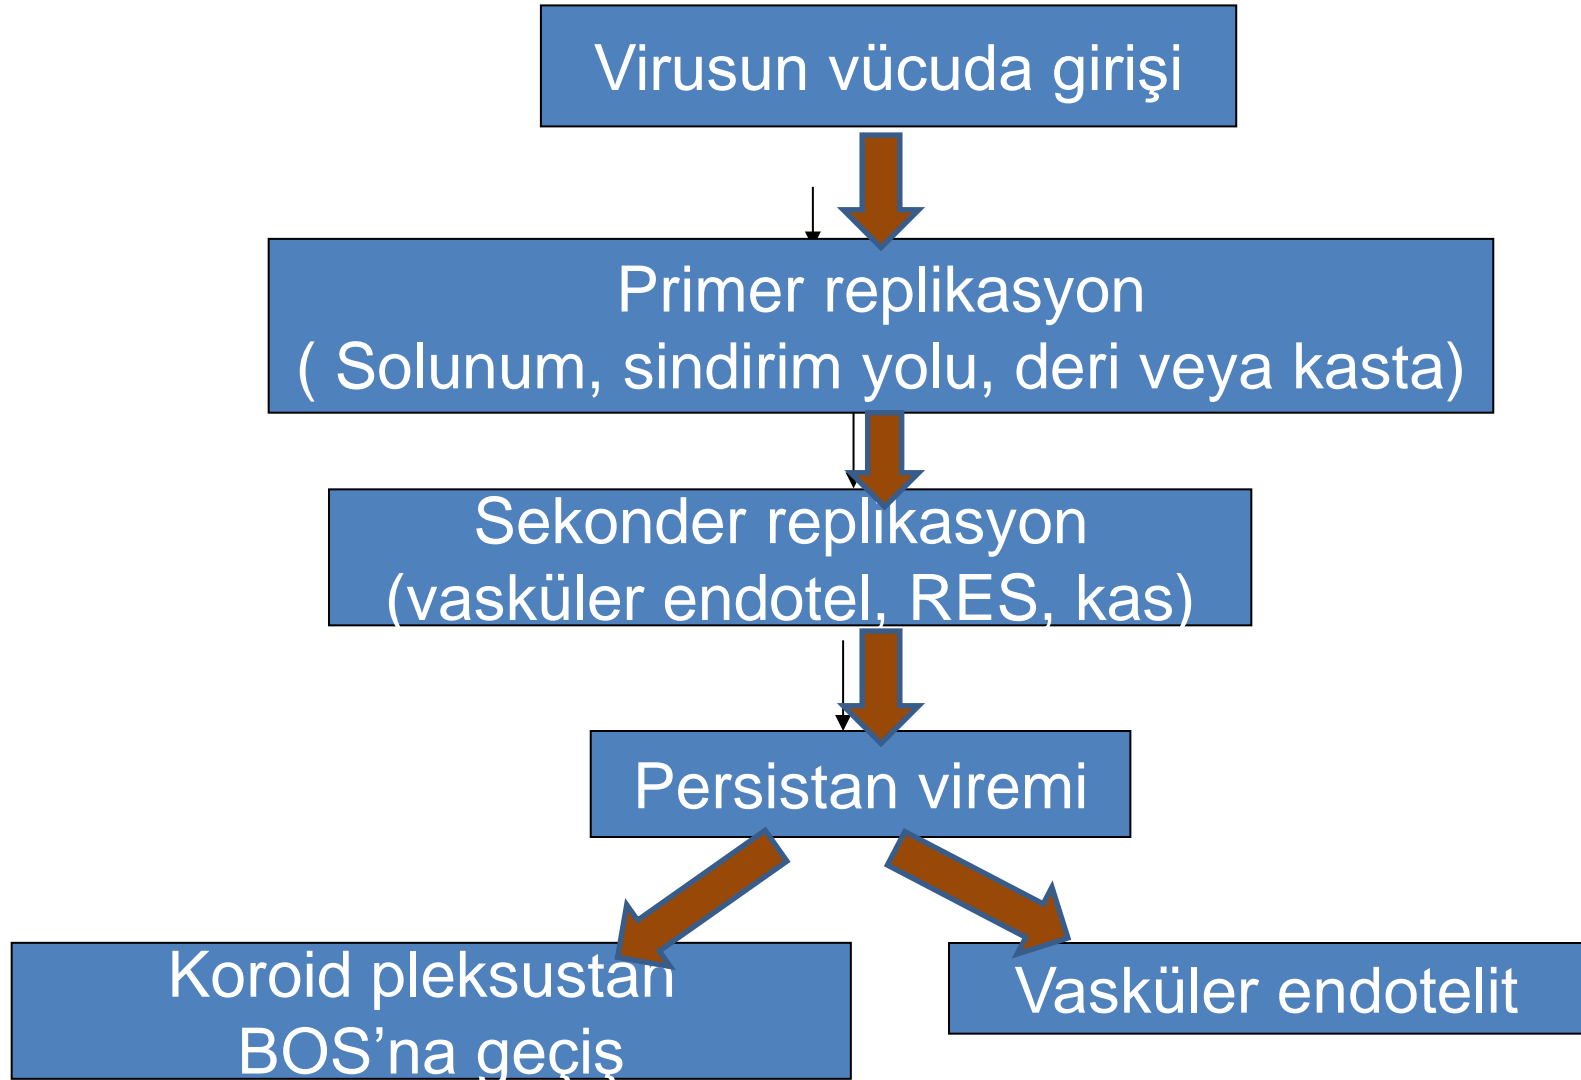 Virusun vücuda girişi
Primer replikasyon
( Solunum, sindirim yolu, deri veya kasta)
Sekonder replikasyon
(vasküler endotel, RES, kas)
Persistan viremi
Koroid pleksustan
BOS’na geçiş
Vasküler endotelit